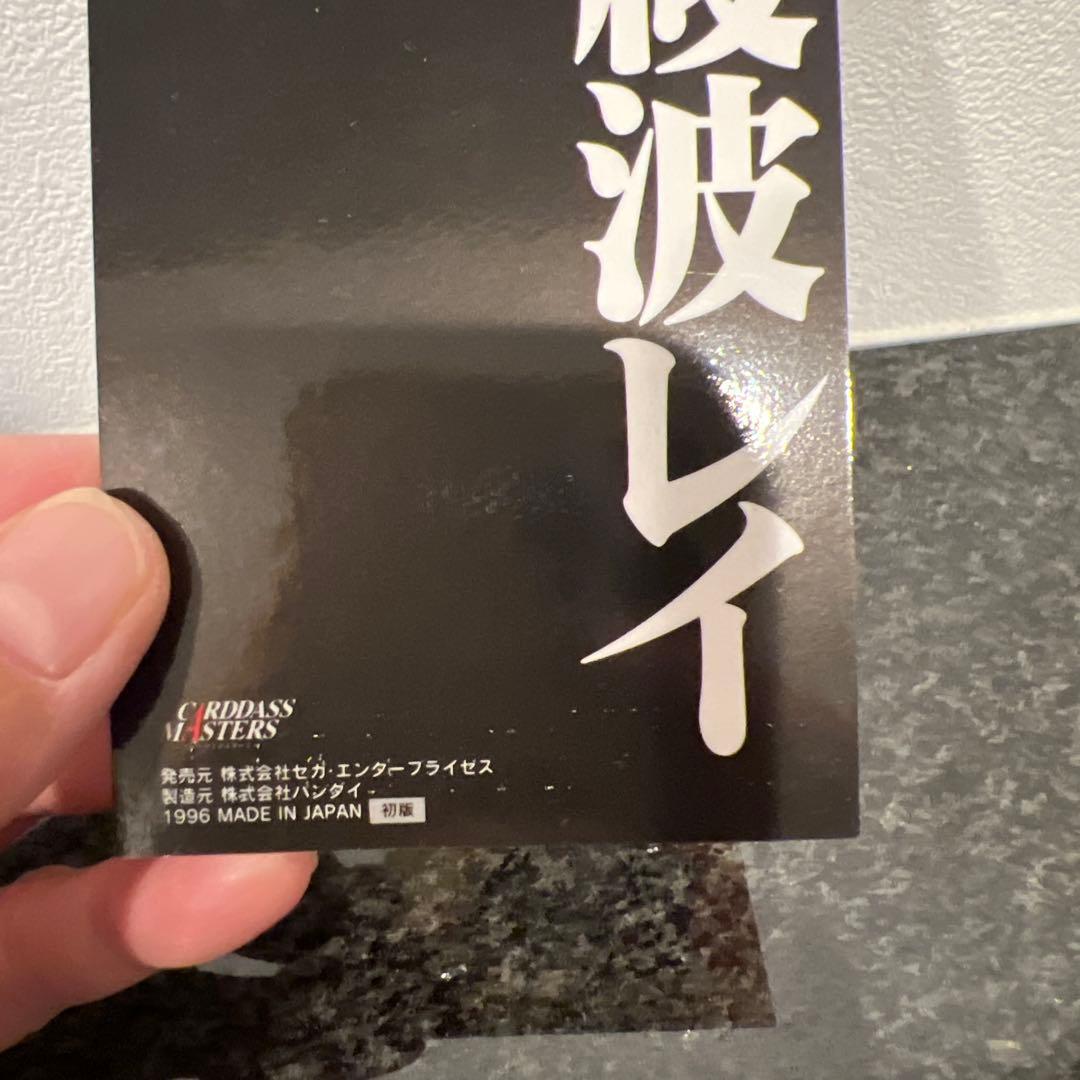 綾波レイ
CARDDASS
MASTERS
発売元 株式会社セガ・エンタープライゼス
製造元 株式会社バンダイ
1996 MADE IN JAPAN 初版